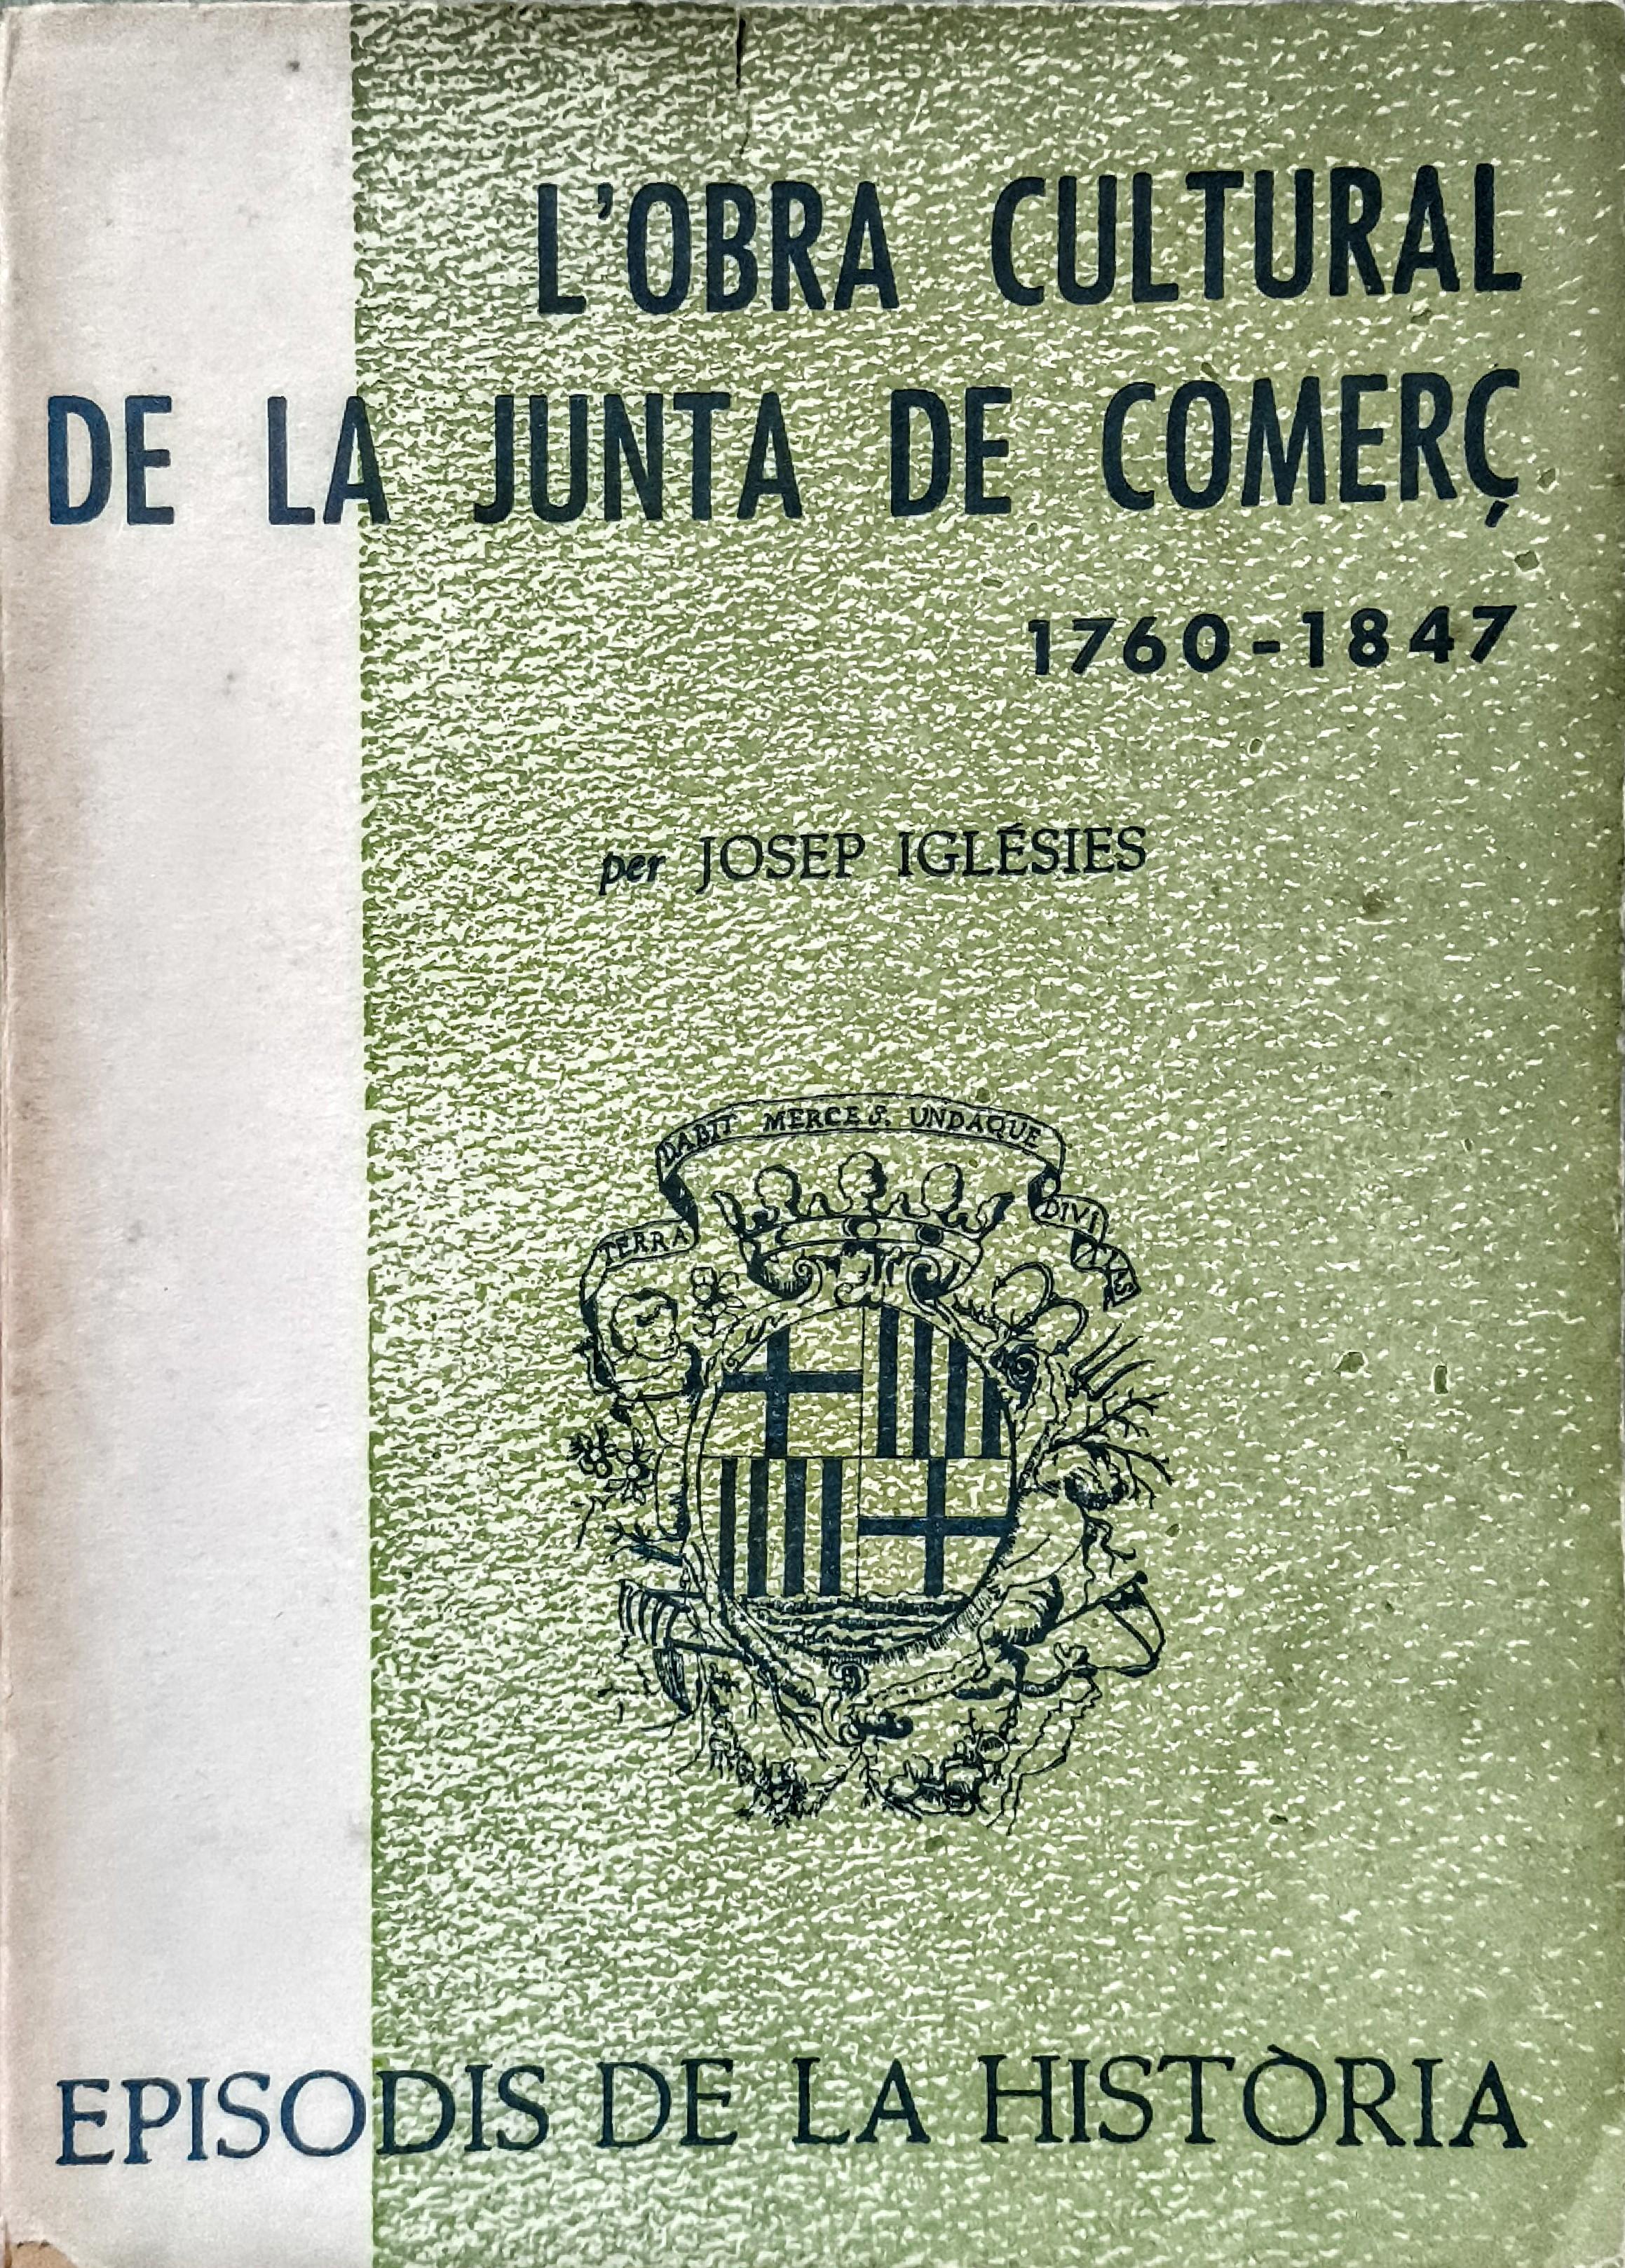 L'OBRA CULTURAL
DE LA JUNTA DE COMERÇ
1760-1847
per JOSEP IGLÉSIES
TERRA DABIT MERCES. UNDAQUE DIVITIAS
EPISODIS DE LA HISTÒRIA